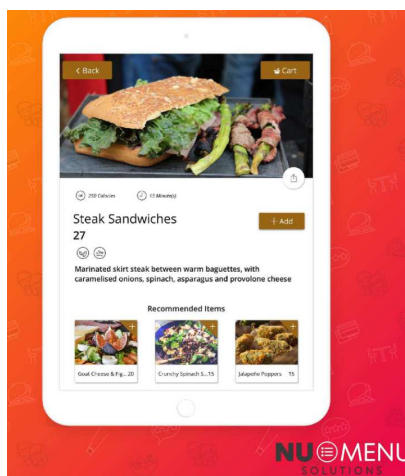 < Back
Cart
250 Calories
15 Minute(s)
Steak Sandwiches
+ Add
27
Marinated skirt steak between warm baguettes, with
caramelised onions, spinach, asparagus and provolone cheese
Recommended Items
Goat Cheese & Fig... 20
Crunchy Spinach S...15
Jalapeño Poppers 15
NU MENU
SOLUTIONS